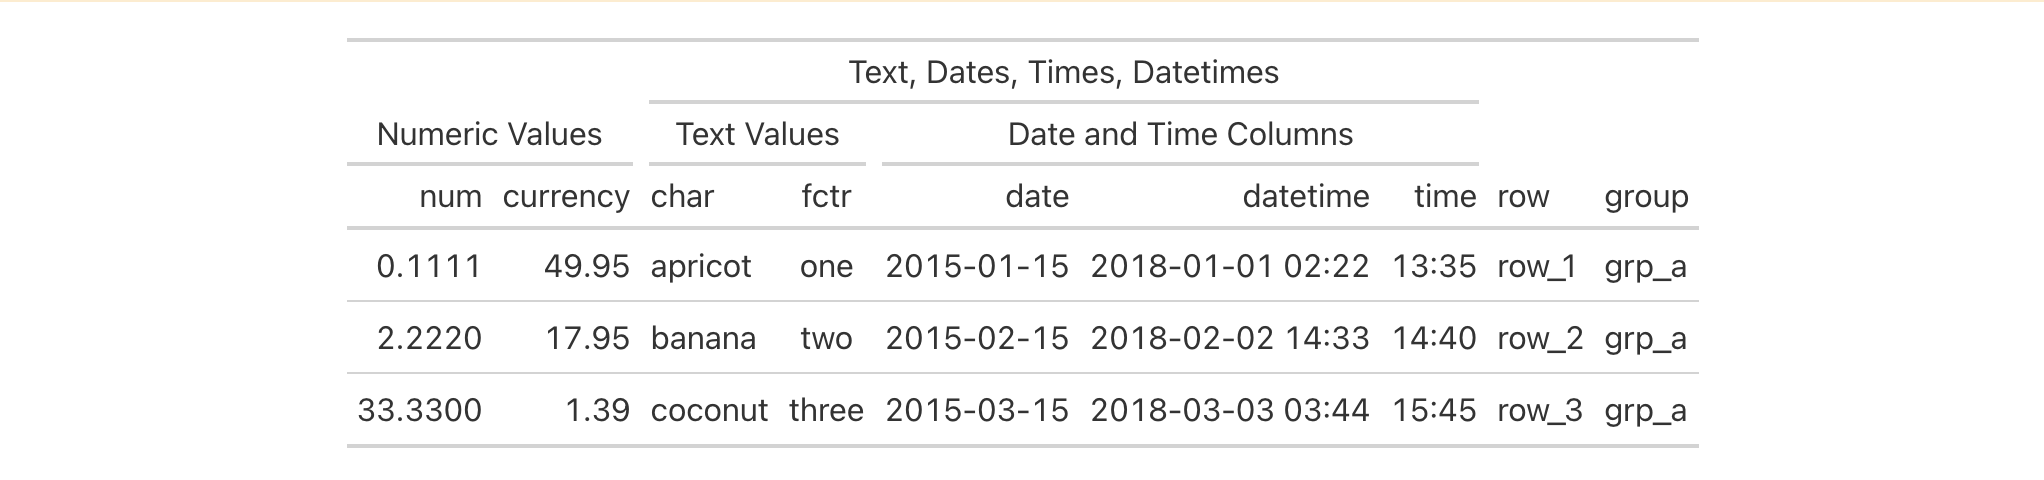 Text, Dates, Times, Datetimes
Numeric Values Text Values Date and Time Columns
num currency char fctr date datetime time row group
0.1111 49.95 apricot one 2015-01-15 2018-01-01 02:22 13:35 row_1 grp_a
2.2220 17.95 banana two 2015-02-15 2018-02-02 14:33 14:40 row_2 grp_a
33.3300 1.39 coconut three 2015-03-15 2018-03-03 03:44 15:45 row_3 grp_a